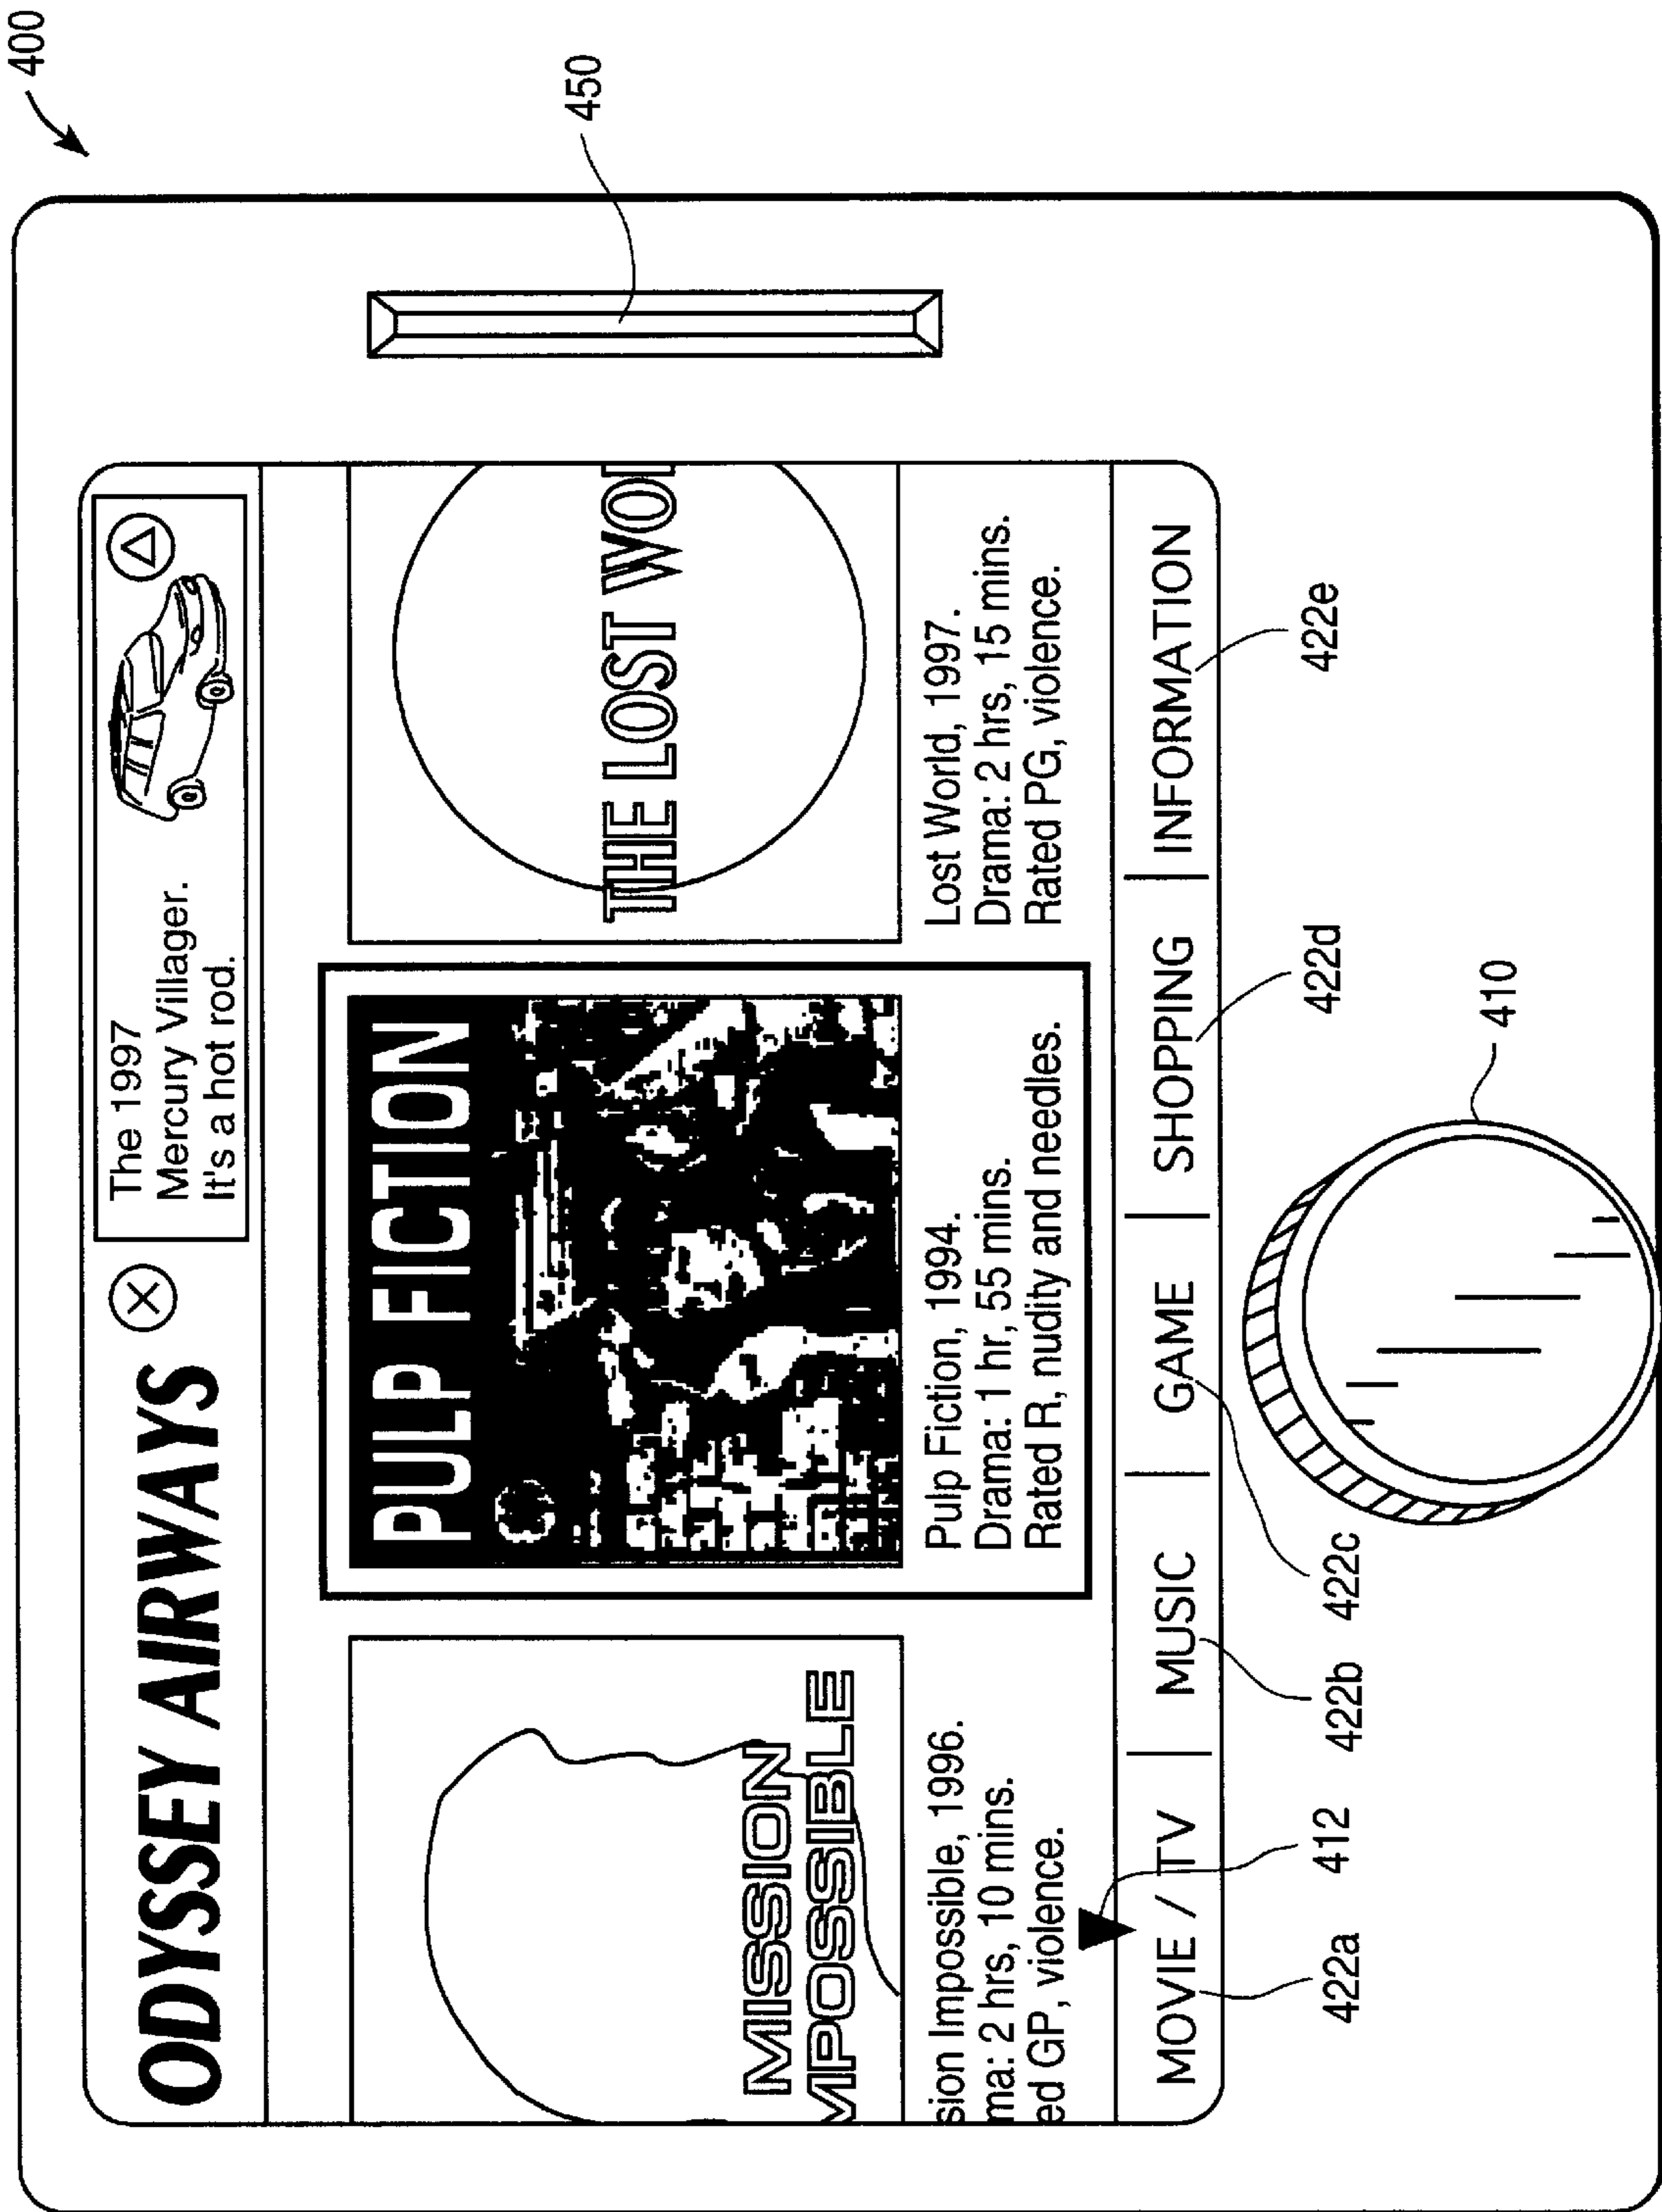 400
450
ODYSSEY AIRWAYS
The 1997
Mercury Villager.
It's a hot rod.
MISSION
MPOSSIBLE
sion Impossible, 1996.
ma: 2 hrs, 10 mins.
ed GP, violence.
PULP FICTION
Pulp Fiction, 1994.
Drama: 1 hr, 55 mins.
Rated R, nudity and needles.
THE LOST WO
Lost World, 1997.
Drama: 2 hrs, 15 mins.
Rated PG, violence.
MOVIE / TV | MUSIC | GAME | SHOPPING | INFORMATION
422a 412 422b 422c 422d 422e
410